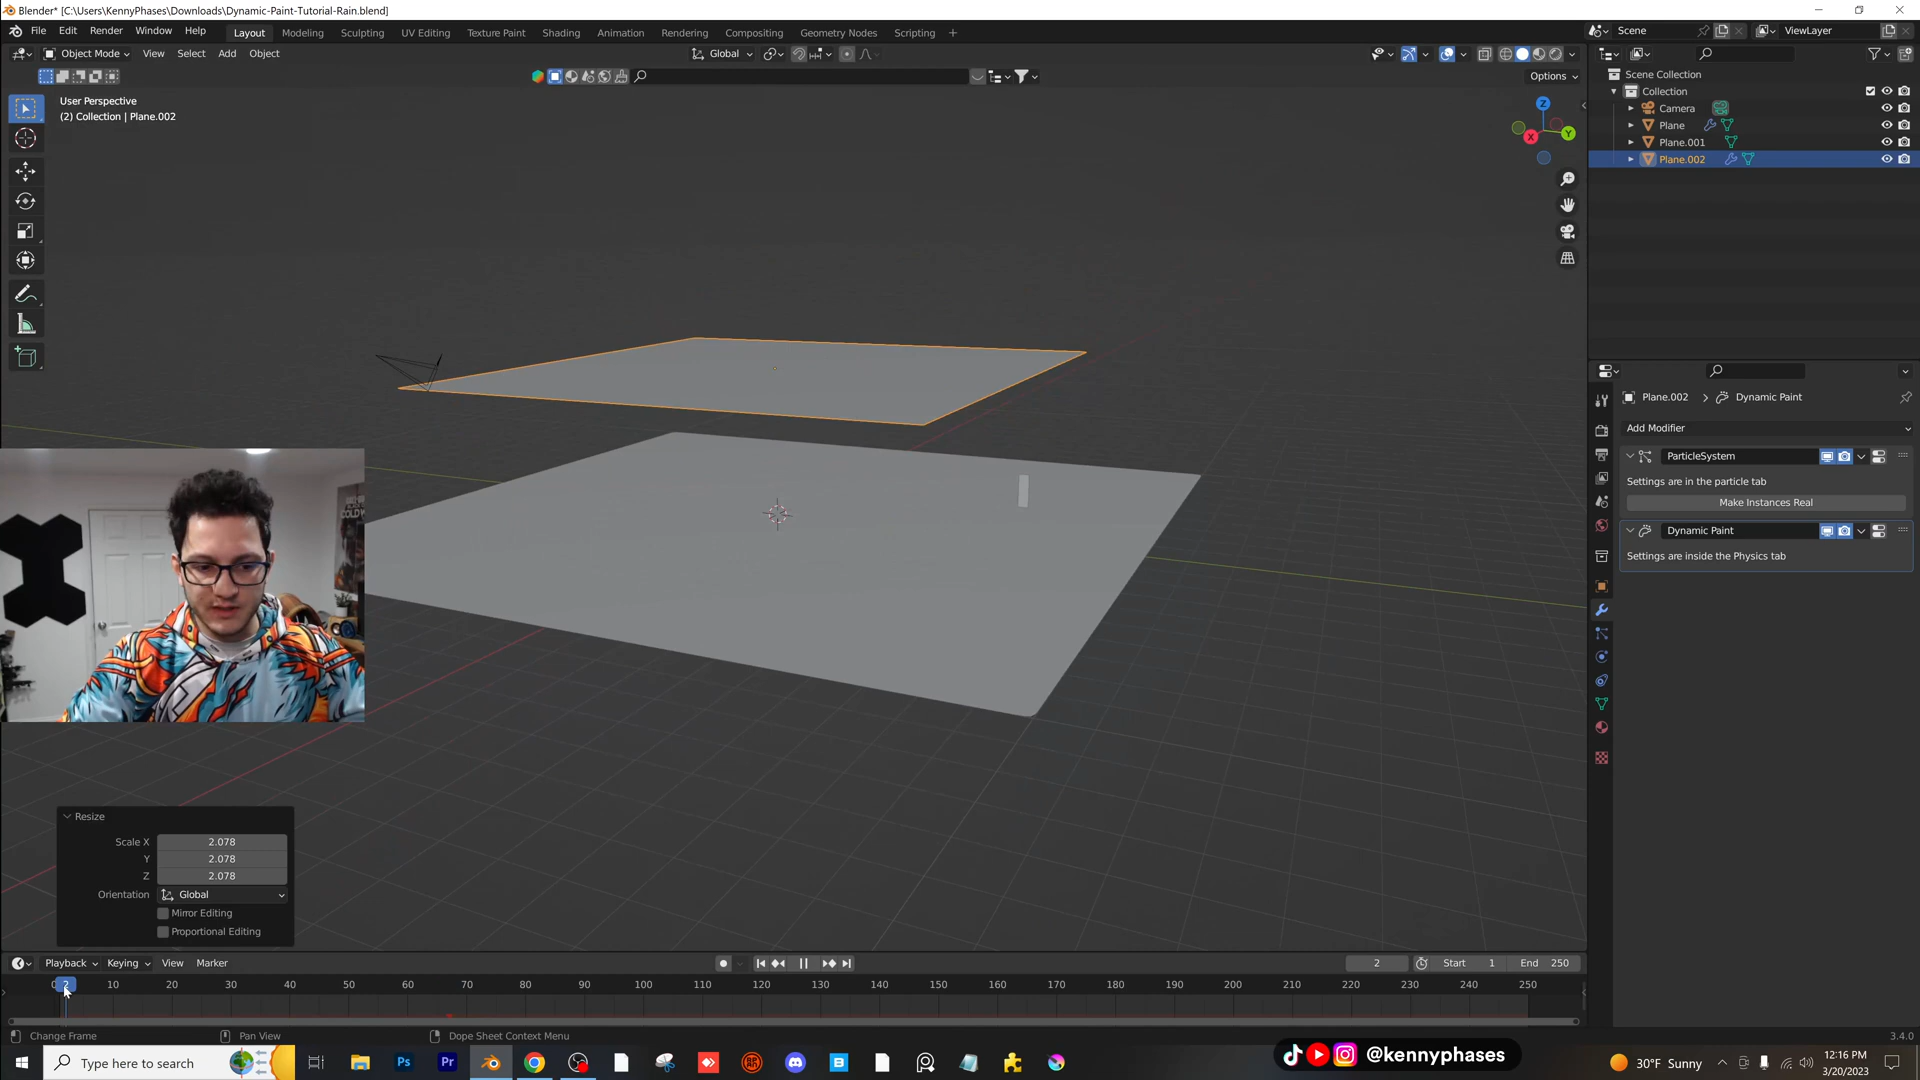 Blender* [C:\Users\KennyPhases\Downloads\Dynamic-Paint-Tutorial-Rain.blend]
File Edit Render Window Help Layout Modeling Sculpting UV Editing Texture Paint Shading Animation Rendering Compositing Geometry Nodes Scripting + Scene ViewLayer
Object Mode View Select Add Object Global
Options
User Perspective
(2) Collection | Plane.002
Z
Y
X
Scene Collection
Collection
Camera
Plane
Plane.001
Plane.002
Plane.002 > Dynamic Paint
Add Modifier
ParticleSystem
Settings are in the particle tab
Make Instances Real
Dynamic Paint
Settings are inside the Physics tab
Resize
Scale X 2.078
Y 2.078
Z 2.078
Orientation Global
Mirror Editing
Proportional Editing
Playback Keying View Marker 2 Start 1 End 250
0 2 10 20 30 40 50 60 70 80 90 100 110 120 130 140 150 160 170 180 190 200 210 220 230 240 250
Change Frame Pan View Dope Sheet Context Menu 3.4.0
@kennyphases
Type here to search
Ps Pr
30°F Sunny
12:16 PM
3/20/2023